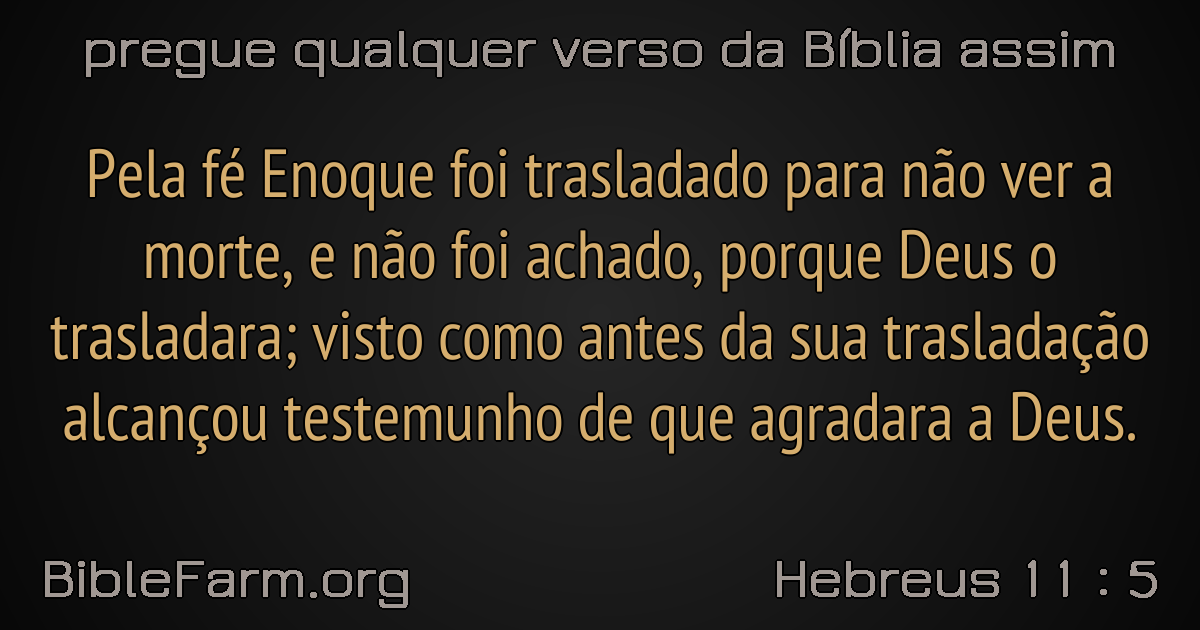 pregue qualquer verso da Bíblia assim
Pela fé Enoque foi trasladado para não ver a
morte, e não foi achado, porque Deus o
trasladara; visto como antes da sua trasladação
alcançou testemunho de que agradara a Deus.
BibleFarm.org
Hebreus 11 : 5